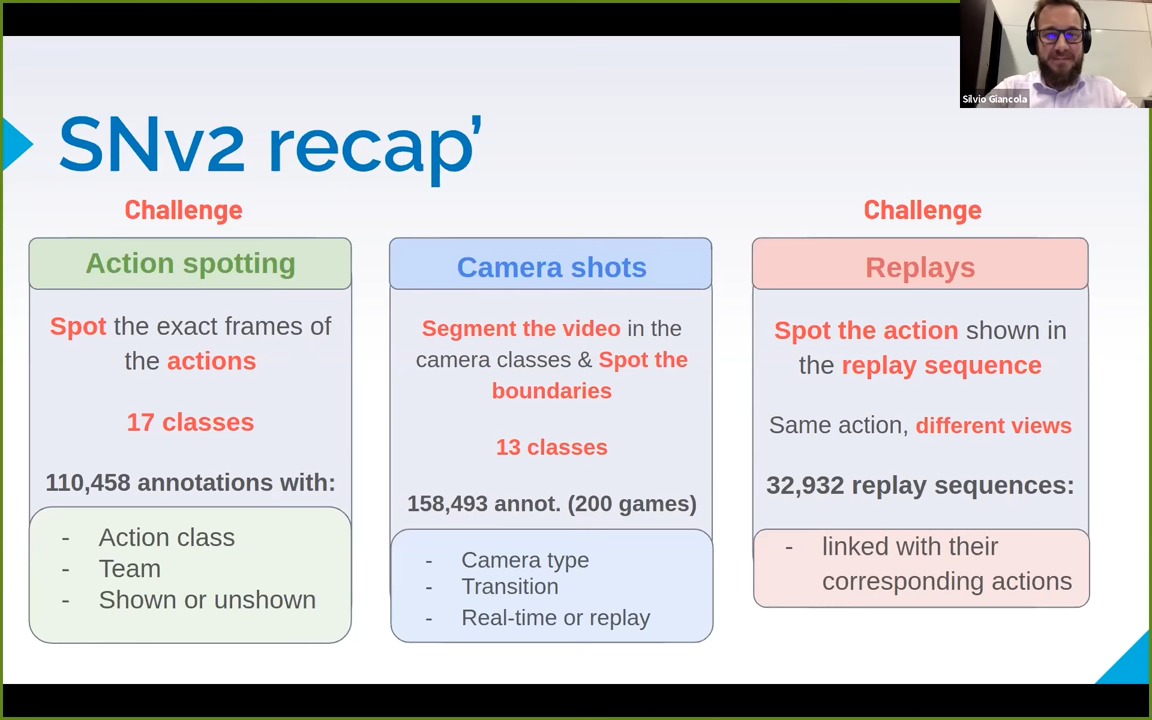 Silvio Giancola
SNv2 recap’
Challenge
Action spotting
Spot the exact frames of
the actions
17 classes
110,458 annotations with:
- Action class
- Team
- Shown or unshown
Camera shots
Segment the video in the
camera classes & Spot the
boundaries
13 classes
158,493 annot. (200 games)
- Camera type
- Transition
- Real-time or replay
Challenge
Replays
Spot the action shown in
the replay sequence
Same action, different views
32,932 replay sequences:
- linked with their
corresponding actions